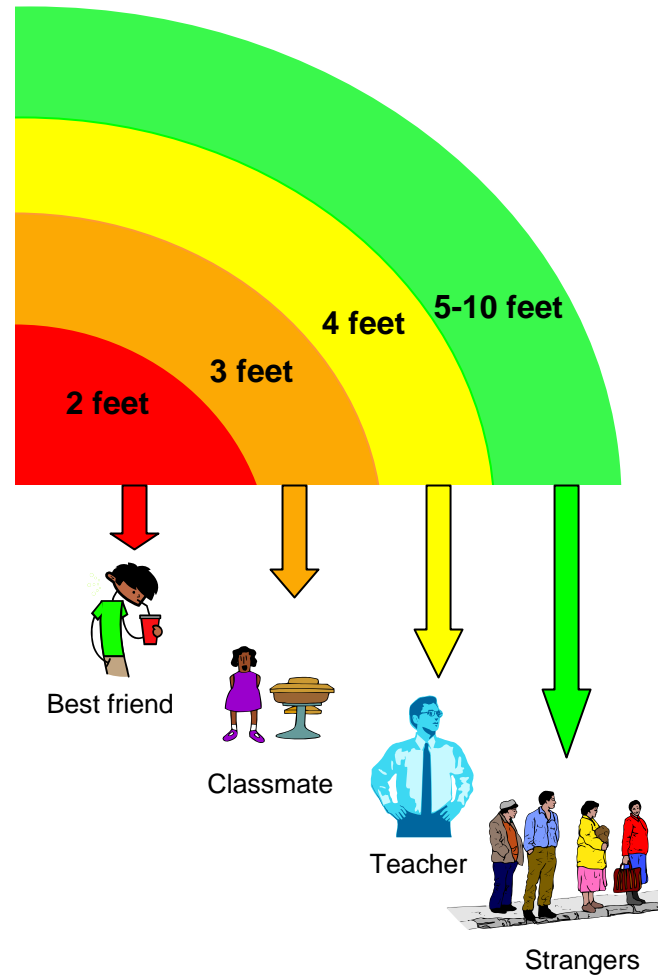 5-10 feet
4 feet
3 feet
2 feet
Best friend
Classmate
Teacher
Strangers